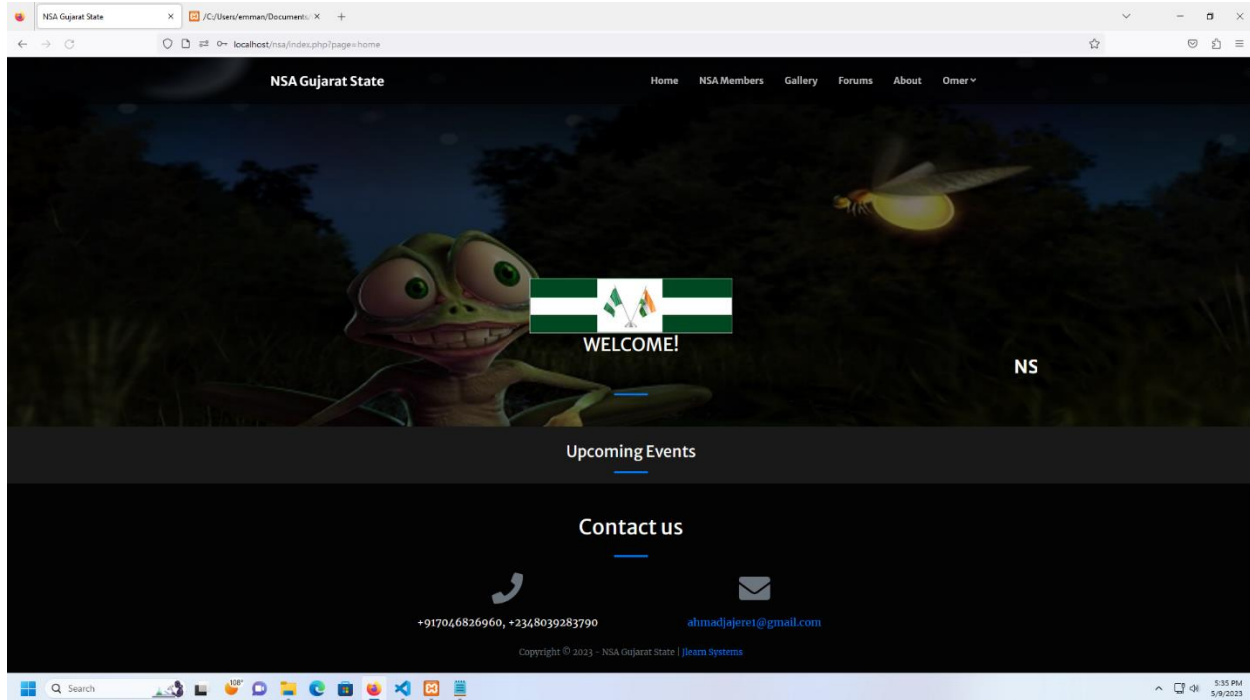 NSA Gujarat State
/C:/Users/emman/Documents/
localhost/nsa/index.php?page=home
NSA Gujarat State
Home NSA Members Gallery Forums About Omer
WELCOME!
NS
Upcoming Events
Contact us
+917046826960, +2348039283790
ahmadjajere1@gmail.com
Copyright © 2023 - NSA Gujarat State | Jlearn Systems
108°
Search
5:35 PM
5/9/2023